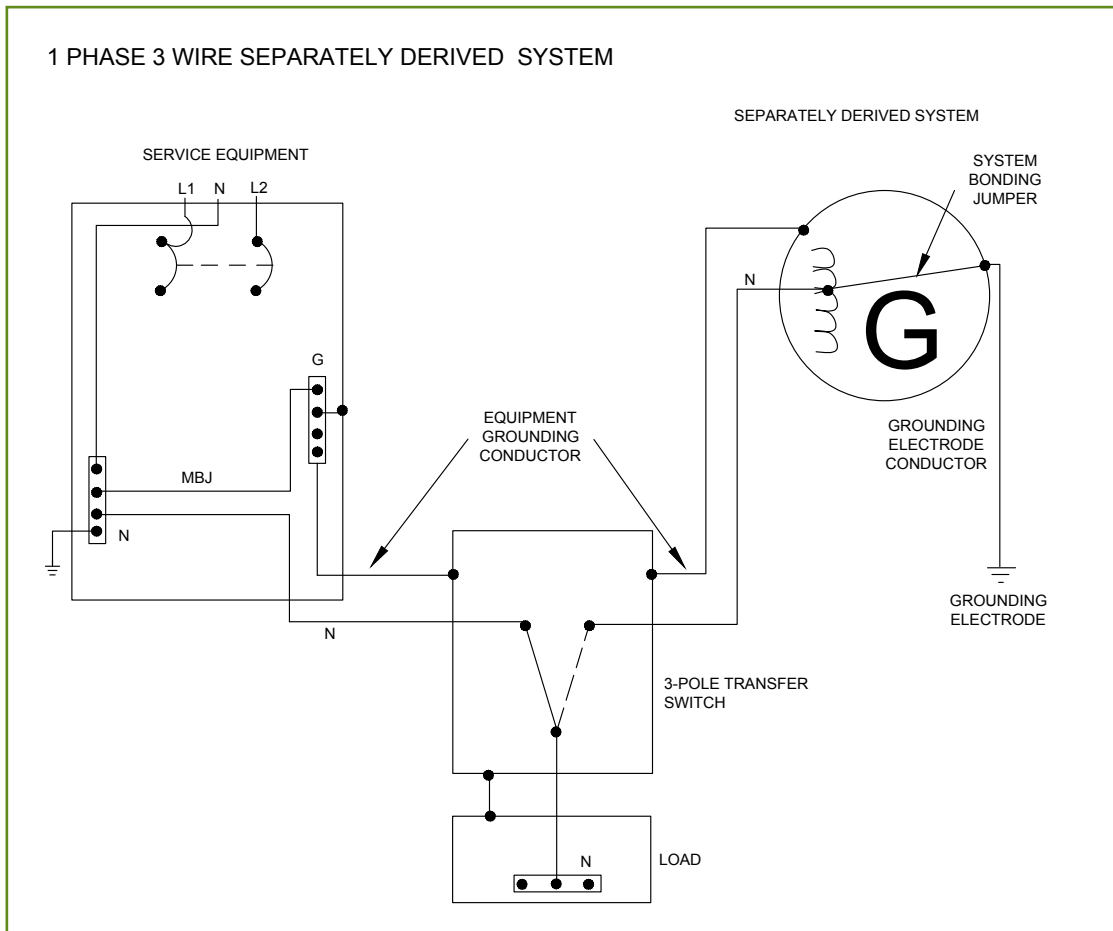 1 PHASE 3 WIRE SEPARATELY DERIVED SYSTEM
SEPARATELY DERIVED SYSTEM
SERVICE EQUIPMENT
SYSTEM
BONDING
JUMPER
L1 N L2
N
G
G
EQUIPMENT
GROUNDING
CONDUCTOR
GROUNDING
ELECTRODE
CONDUCTOR
MBJ
N
N
GROUNDING
ELECTRODE
3-POLE TRANSFER
SWITCH
N
LOAD